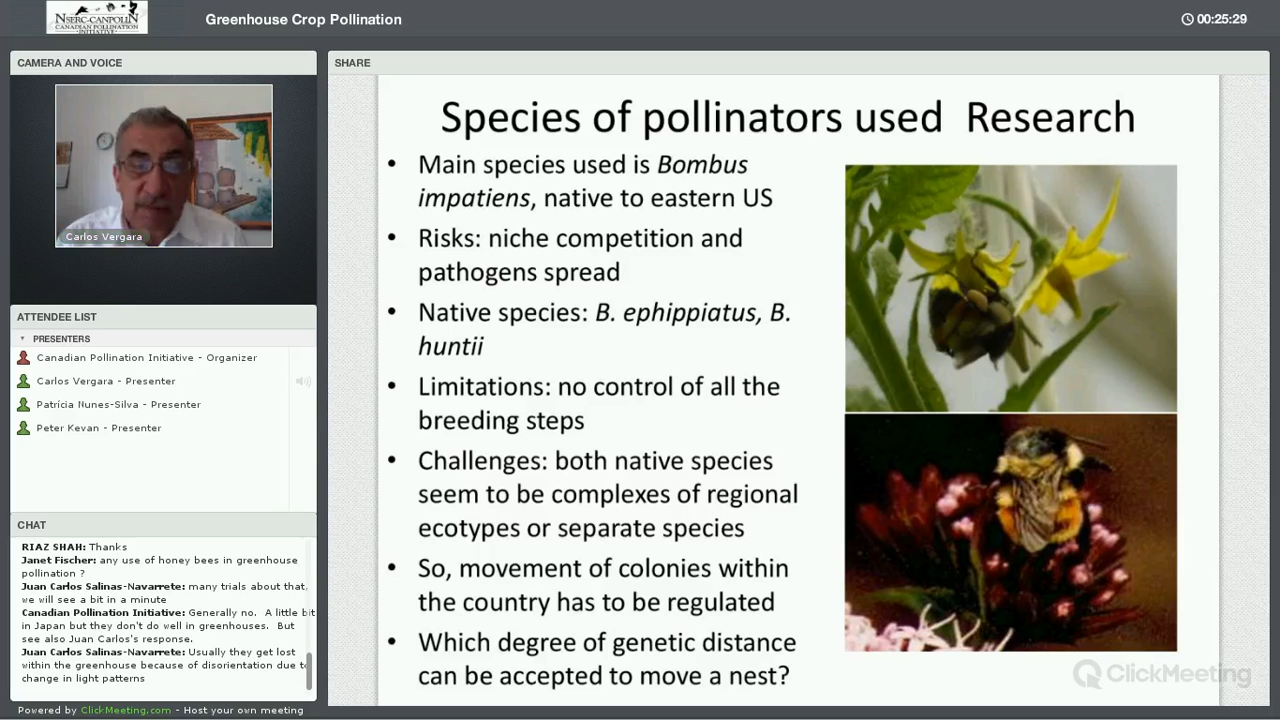 NSERC-CANPOLIN
CANADIAN POLLINATION
INITIATIVE
Greenhouse Crop Pollination
00:25:29
CAMERA AND VOICE
Carlos Vergara
ATTENDEE LIST
PRESENTERS
Canadian Pollination Initiative - Organizer
Carlos Vergara - Presenter
Patrícia Nunes-Silva - Presenter
Peter Kevan - Presenter
CHAT
RIAZ SHAH: Thanks
Janet Fischer: any use of honey bees in greenhouse
pollination ?
Juan Carlos Salinas-Navarrete: many trials about that,
we will see a bit in a minute
Canadian Pollination Initiative: Generally no. A little bit
in Japan but they don't do well in greenhouses. But
see also Juan Carlos's response.
Juan Carlos Salinas-Navarrete: Usually they get lost
within the greenhouse because of disorientation due to
change in light patterns
Powered by ClickMeeting.com - Host your own meeting
SHARE
Species of pollinators used Research
• Main species used is Bombus
impatiens, native to eastern US
• Risks: niche competition and
pathogens spread
• Native species: B. ephippiatus, B.
huntii
• Limitations: no control of all the
breeding steps
• Challenges: both native species
seem to be complexes of regional
ecotypes or separate species
• So, movement of colonies within
the country has to be regulated
• Which degree of genetic distance
can be accepted to move a nest?
ClickMeeting